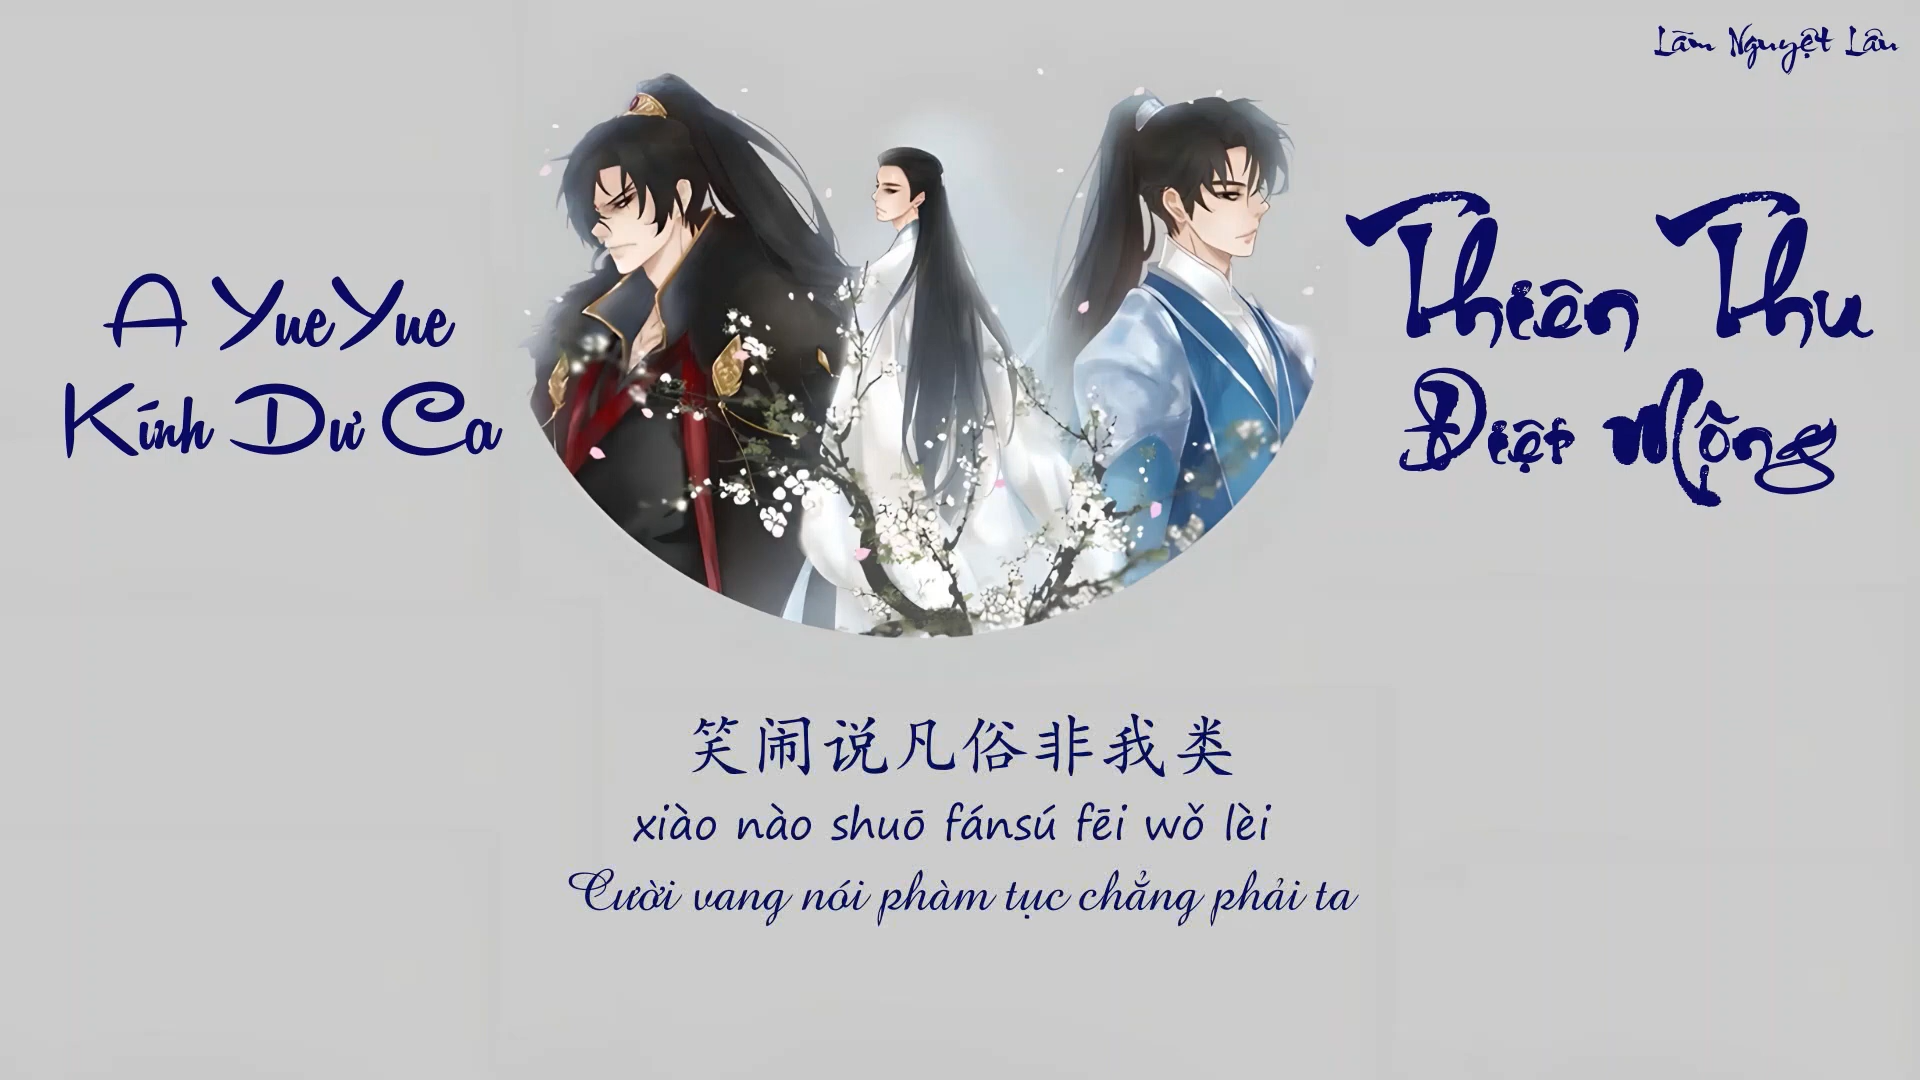 Lãm Nguyệt Lâu
A YueYue
Kính Dư Ca
Thiên Thu
Điệp Mộng
笑闹说凡俗非我类
xiào nào shuō fánsú fēi wǒ lèi
Cười vang nói phàm tục chẳng phải ta